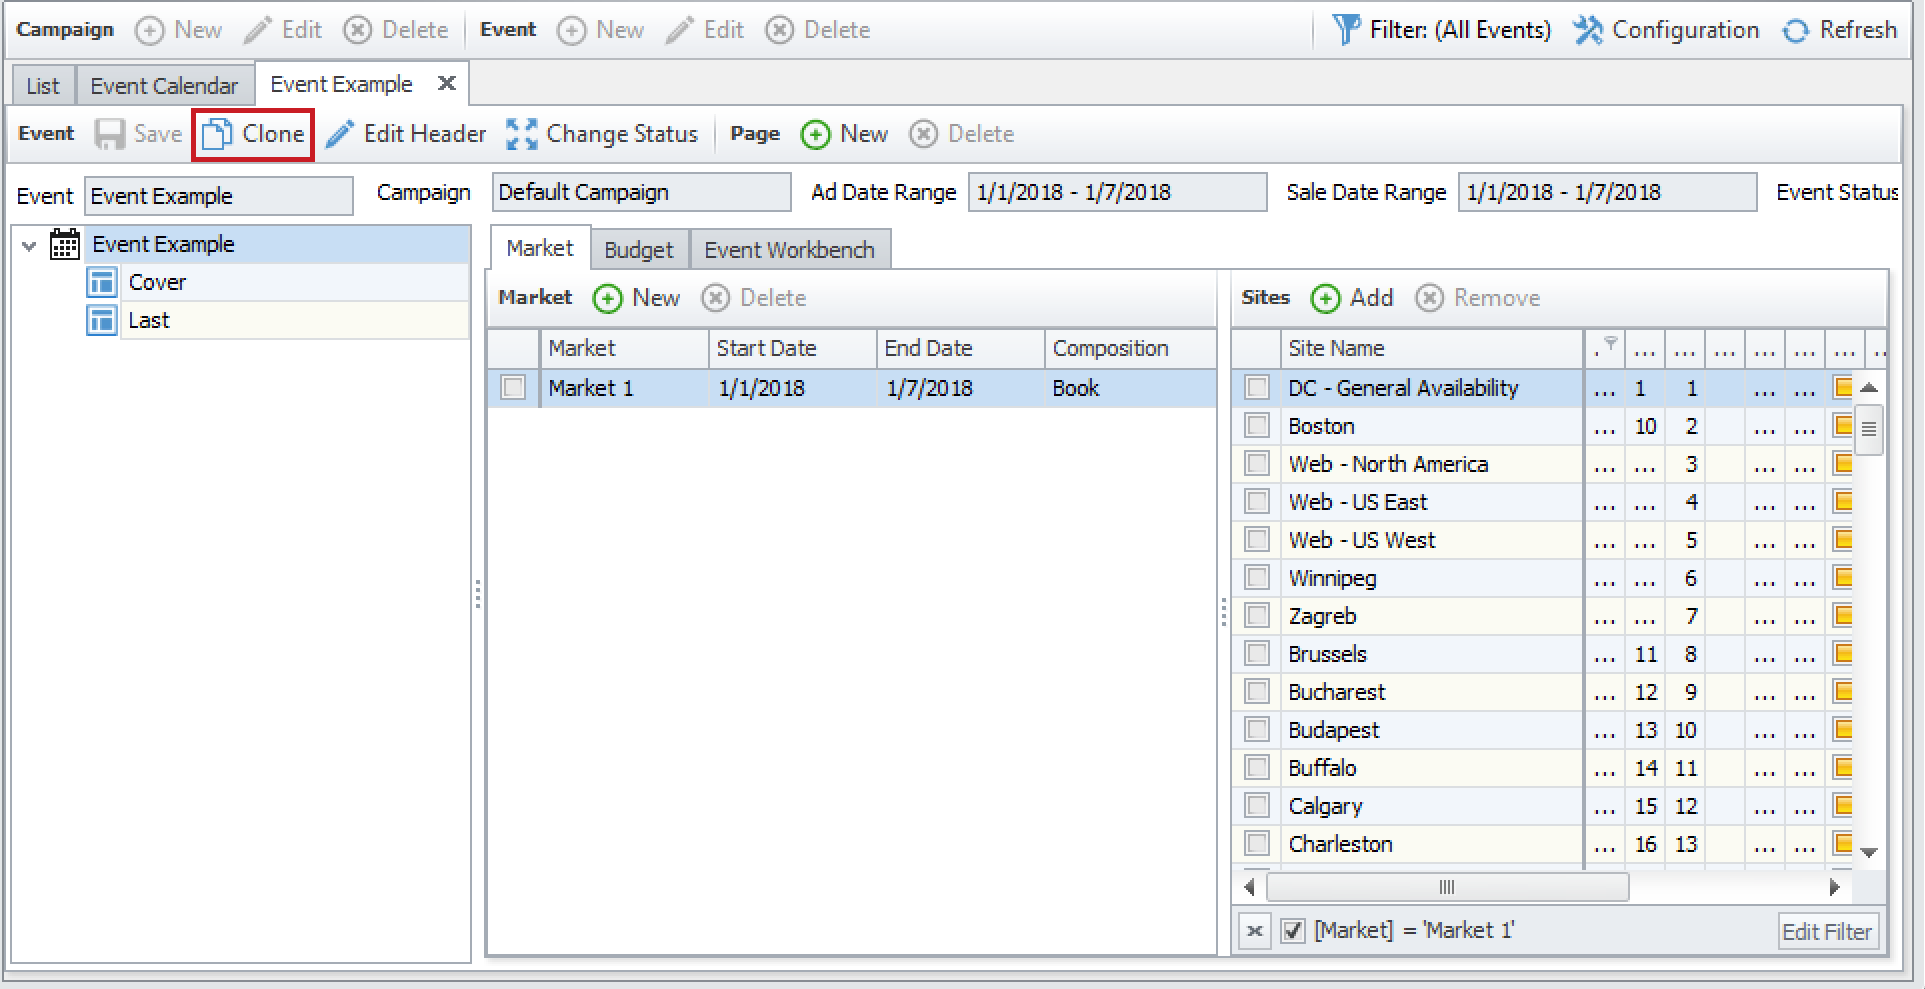 Campaign New Edit Delete Event New Edit Delete Filter: (All Events) Configuration Refresh
List Event Calendar Event Example
Event Save Clone Edit Header Change Status Page New Delete
Event Event Example Campaign Default Campaign Ad Date Range 1/1/2018 - 1/7/2018 Sale Date Range 1/1/2018 - 1/7/2018 Event Status
Event Example
Cover
Last
Market Budget Event Workbench
Market New Delete
Market Start Date End Date Composition
Market 1 1/1/2018 1/7/2018 Book
Sites Add Remove
Site Name . ... ... ... ... ... ... ..
DC - General Availability ... 1 1 ... ...
Boston ... 10 2 ... ...
Web - North America ... ... 3 ... ...
Web - US East ... ... 4 ... ...
Web - US West ... ... 5 ... ...
Winnipeg ... ... 6 ... ...
Zagreb ... ... 7 ... ...
Brussels ... 11 8 ... ...
Bucharest ... 12 9 ... ...
Budapest ... 13 10 ... ...
Buffalo ... 14 11 ... ...
Calgary ... 15 12 ... ...
Charleston ... 16 13 ... ...
[Market] = 'Market 1' Edit Filter